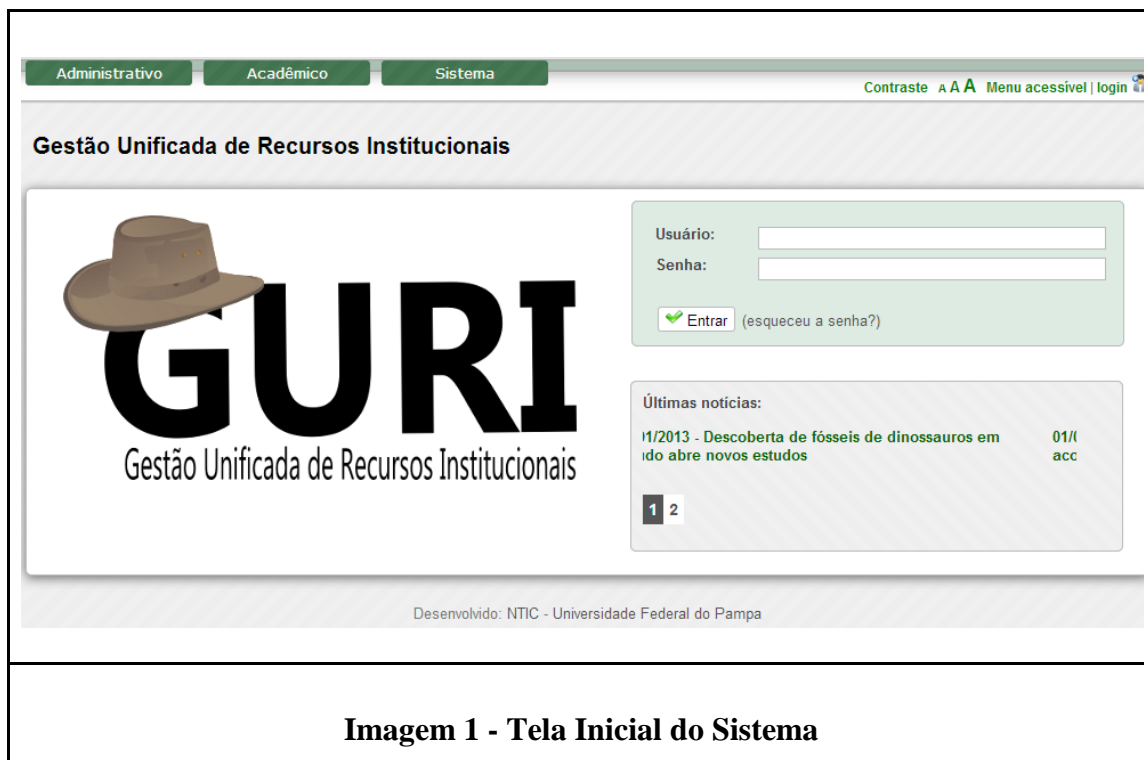 Administrativo Acadêmico Sistema
Contraste A A A Menu acessível | login
Gestão Unificada de Recursos Institucionais
GURI
Gestão Unificada de Recursos Institucionais
Usuário:
Senha:
Entrar (esqueceu a senha?)
Últimas notícias:
01/2013 - Descoberta de fósseis de dinossauros em
abre novos estudos
1 2
Desenvolvido: NTIC - Universidade Federal do Pampa
Imagem 1 - Tela Inicial do Sistema